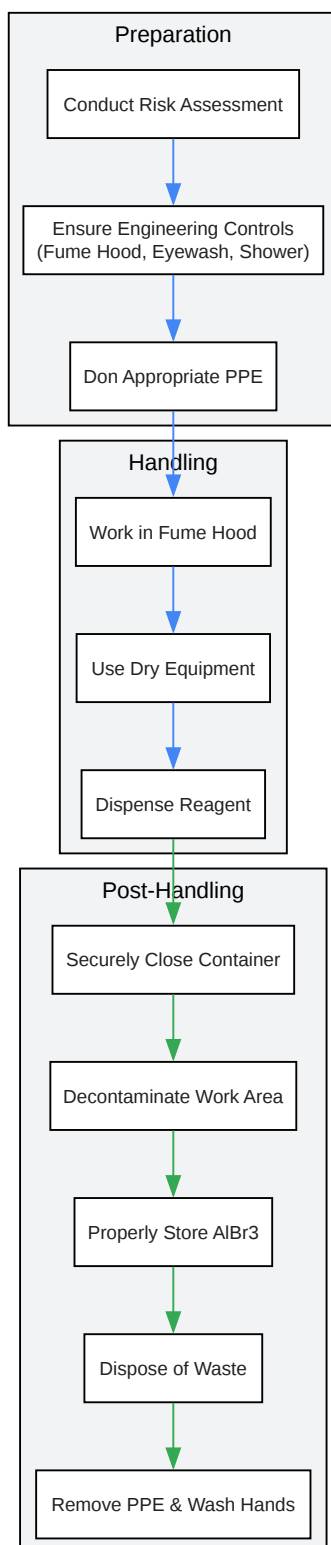 Preparation
Conduct Risk Assessment
Ensure Engineering Controls
(Fume Hood, Eyewash, Shower)
Don Appropriate PPE
Handling
Work in Fume Hood
Use Dry Equipment
Dispense Reagent
Post-Handling
Securely Close Container
Decontaminate Work Area
Properly Store AlBr3
Dispose of Waste
Remove PPE & Wash Hands